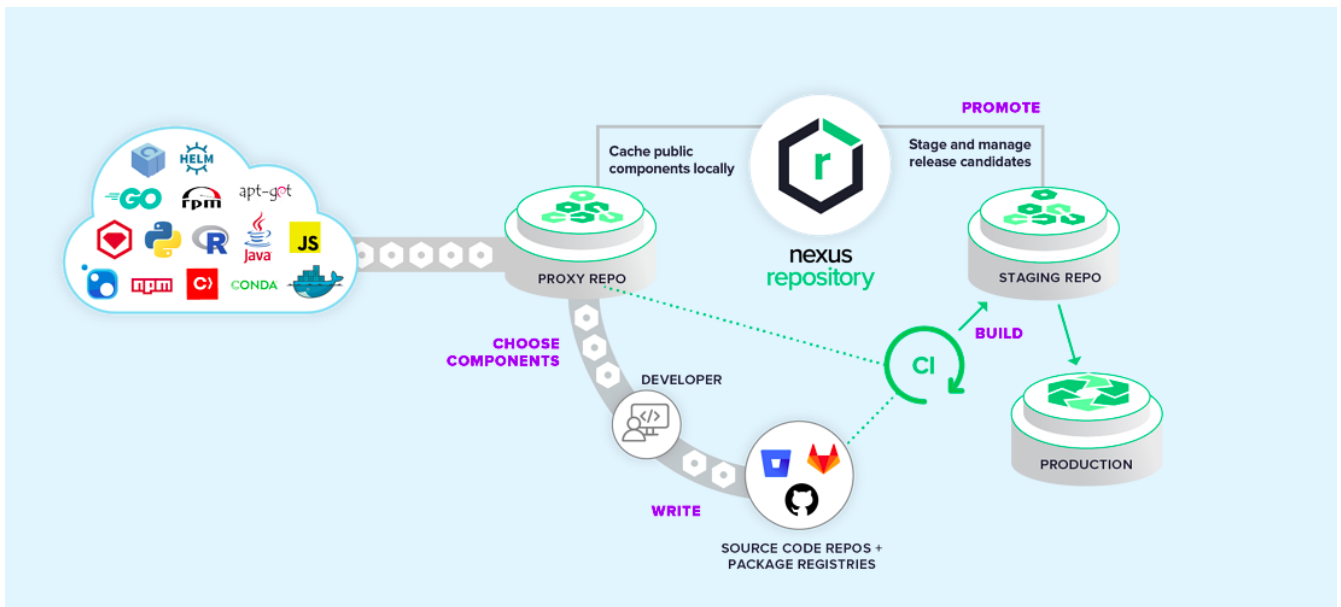 HELM
GO
rpm
apt-get
R
Java
JS
npm
C
CONDA
PROMOTE
Cache public
components locally
r
Stage and manage
release candidates
nexus
repository
PROXY REPO
STAGING REPO
CHOOSE
COMPONENTS
BUILD
CI
DEVELOPER
</>
PRODUCTION
WRITE
SOURCE CODE REPOS +
PACKAGE REGISTRIES